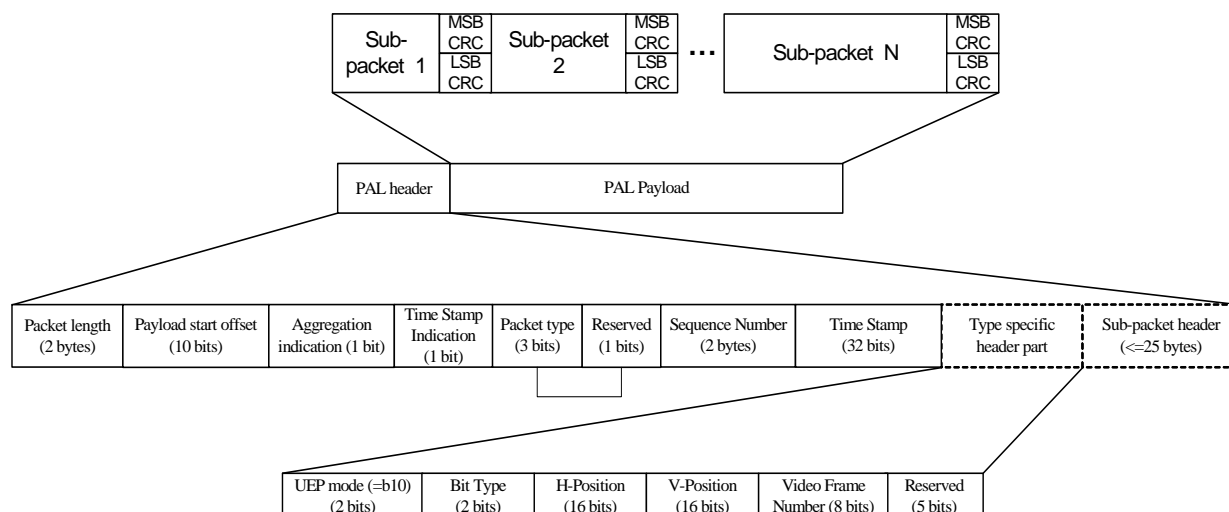 Sub-
packet 1
MSB
CRC
LSB
CRC
Sub-packet
2
MSB
CRC
LSB
CRC
...
Sub-packet N
MSB
CRC
LSB
CRC
PAL header
PAL Payload
Packet length
(2 bytes)
Payload start offset
(10 bits)
Aggregation
indication (1 bit)
Time Stamp
Indication
(1 bit)
Packet type
(3 bits)
Reserved
(1 bits)
Sequence Number
(2 bytes)
Time Stamp
(32 bits)
Type specific
header part
Sub-packet header
(<=25 bytes)
UEP mode (=b10)
(2 bits)
Bit Type
(2 bits)
H-Position
(16 bits)
V-Position
(16 bits)
Video Frame
Number (8 bits)
Reserved
(5 bits)